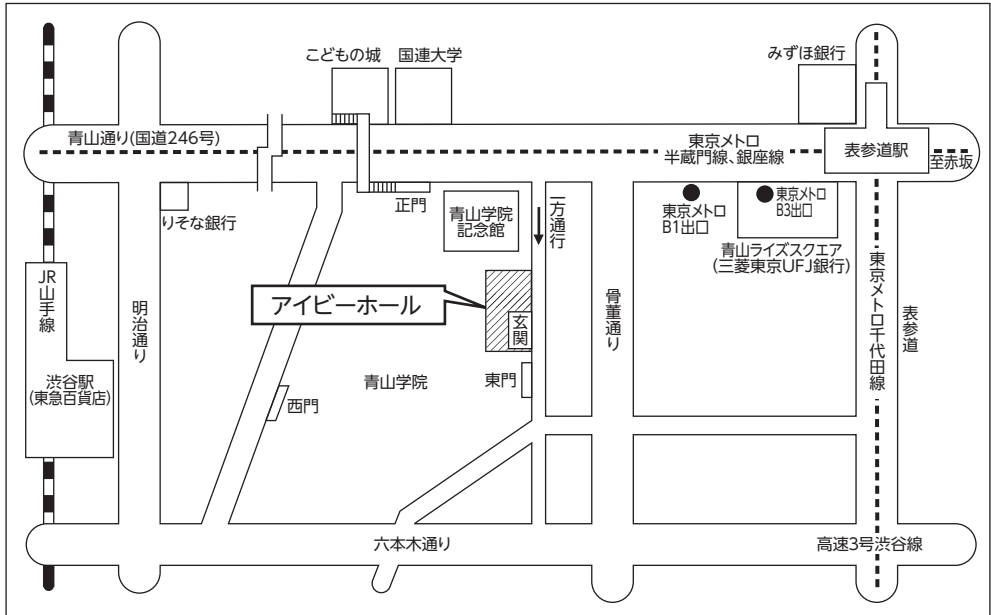 こどもの城
国連大学
みずほ銀行
青山通り(国道246号)
東京メトロ
半蔵門線、銀座線
表参道駅
至赤坂
りそな銀行
正門
青山学院
記念館
一方通行
東京メトロ
B1出口
東京メトロ
B3出口
青山ライズスクエア
(三菱東京UFJ銀行)
JR山手線
渋谷駅
(東急百貨店)
明治通り
アイビーホール
玄関
骨董通り
東京メトロ千代田線
表参道
青山学院
東門
西門
六本木通り
高速3号渋谷線